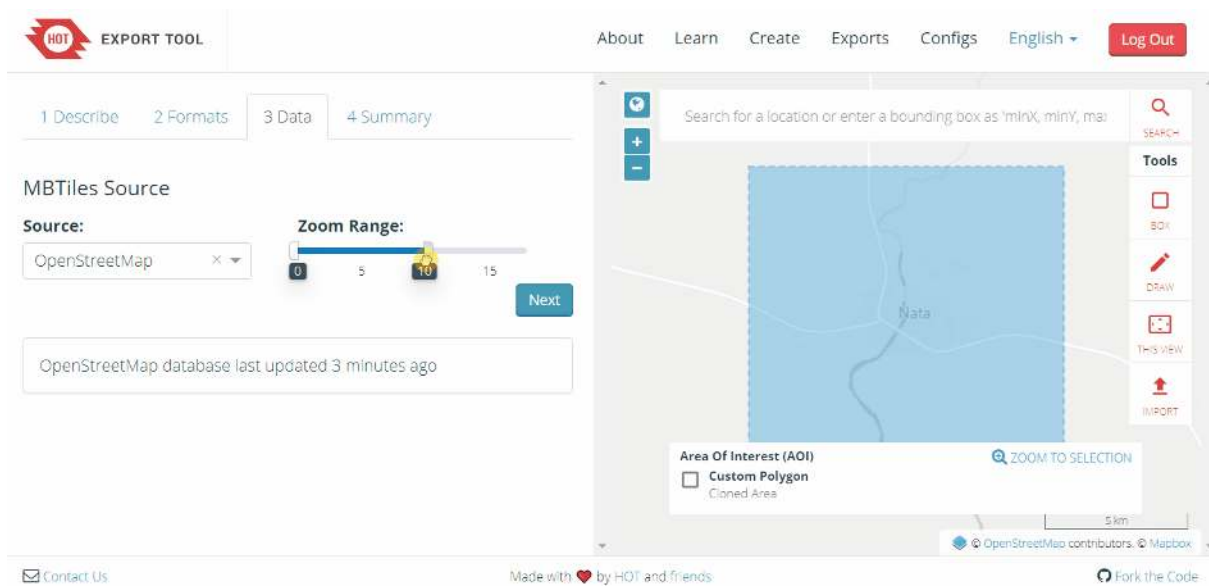 HOT EXPORT TOOL
About Learn Create Exports Configs English Log Out
1 Describe 2 Formats 3 Data 4 Summary
MBTiles Source
Source:
OpenStreetMap ×
Zoom Range:
0 5 10 15
Next
OpenStreetMap database last updated 3 minutes ago
+
−
Search for a location or enter a bounding box as 'minX, minY, ma
SEARCH
Tools
BOX
DRAW
THIS VIEW
IMPORT
Nata
Area Of Interest (AOI)
ZOOM TO SELECTION
Custom Polygon
Cloned Area
5 km
© OpenStreetMap contributors. © Mapbox
Contact Us
Made with ❤ by HOT and friends
Fork the Code